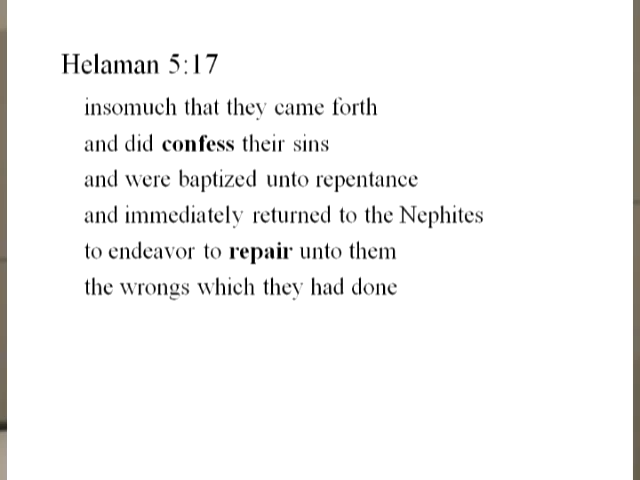 Helaman 5:17
insomuch that they came forth
and did confess their sins
and were baptized unto repentance
and immediately returned to the Nephites
to endeavor to repair unto them
the wrongs which they had done